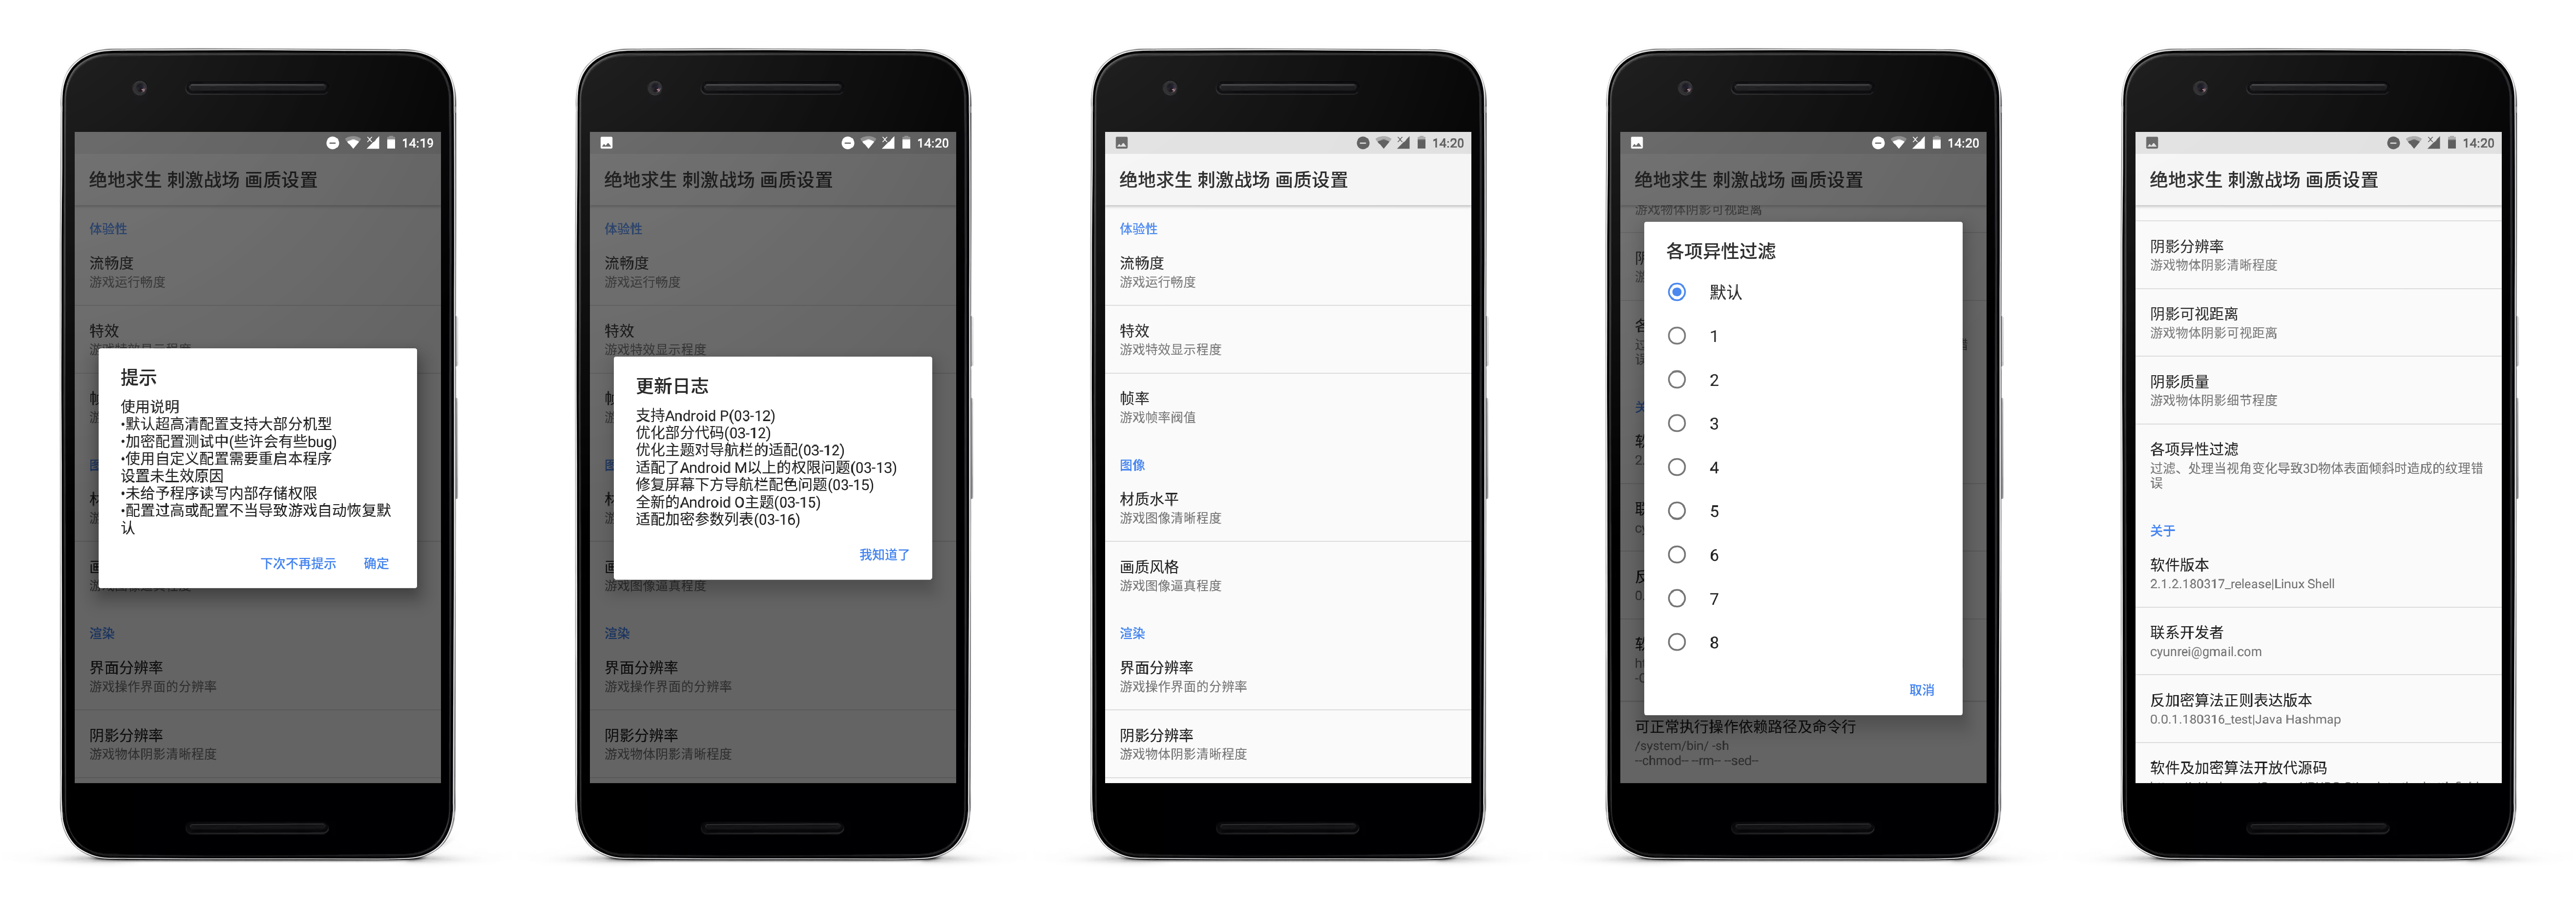 14:19
绝地求生 刺激战场 画质设置
体验性
流畅度
游戏运行畅度
特效
游戏特效显示程度
提示
使用说明
•默认超高清配置支持大部分机型
•加密配置测试中(些许会有些bug)
•使用自定义配置需要重启本程序
设置未生效原因
•未给予程序读写内部存储权限
•配置过高或配置不当导致游戏自动恢复默
认
下次不再提示 确定
游戏图像逼真程度
渲染
界面分辨率
游戏操作界面的分辨率
阴影分辨率
游戏物体阴影清晰程度
14:20
绝地求生 刺激战场 画质设置
体验性
流畅度
游戏运行畅度
特效
游戏特效显示程度
更新日志
支持Android P(03-12)
优化部分代码(03-12)
优化主题对导航栏的适配(03-12)
适配了Android M以上的权限问题(03-13)
修复屏幕下方导航栏配色问题(03-15)
全新的Android O主题(03-15)
适配加密参数列表(03-16)
我知道了
游戏图像逼真程度
渲染
界面分辨率
游戏操作界面的分辨率
阴影分辨率
游戏物体阴影清晰程度
14:20
绝地求生 刺激战场 画质设置
体验性
流畅度
游戏运行畅度
特效
游戏特效显示程度
帧率
游戏帧率阀值
图像
材质水平
游戏图像清晰程度
画质风格
游戏图像逼真程度
渲染
界面分辨率
游戏操作界面的分辨率
阴影分辨率
游戏物体阴影清晰程度
14:20
绝地求生 刺激战场 画质设置
游戏物体阴影可视距离
各项异性过滤
默认
1
2
3
4
5
6
7
8
取消
可正常执行操作依赖路径及命令行
/system/bin/ -sh
--chmod-- --rm-- --sed--
14:20
绝地求生 刺激战场 画质设置
阴影分辨率
游戏物体阴影清晰程度
阴影可视距离
游戏物体阴影可视距离
阴影质量
游戏物体阴影细节程度
各项异性过滤
过滤、处理当视角变化导致3D物体表面倾斜时造成的纹理错
误
关于
软件版本
2.1.2.180317_release|Linux Shell
联系开发者
cyunrei@gmail.com
反加密算法正则表达版本
0.0.1.180316_test|Java Hashmap
软件及加密算法开放代源码